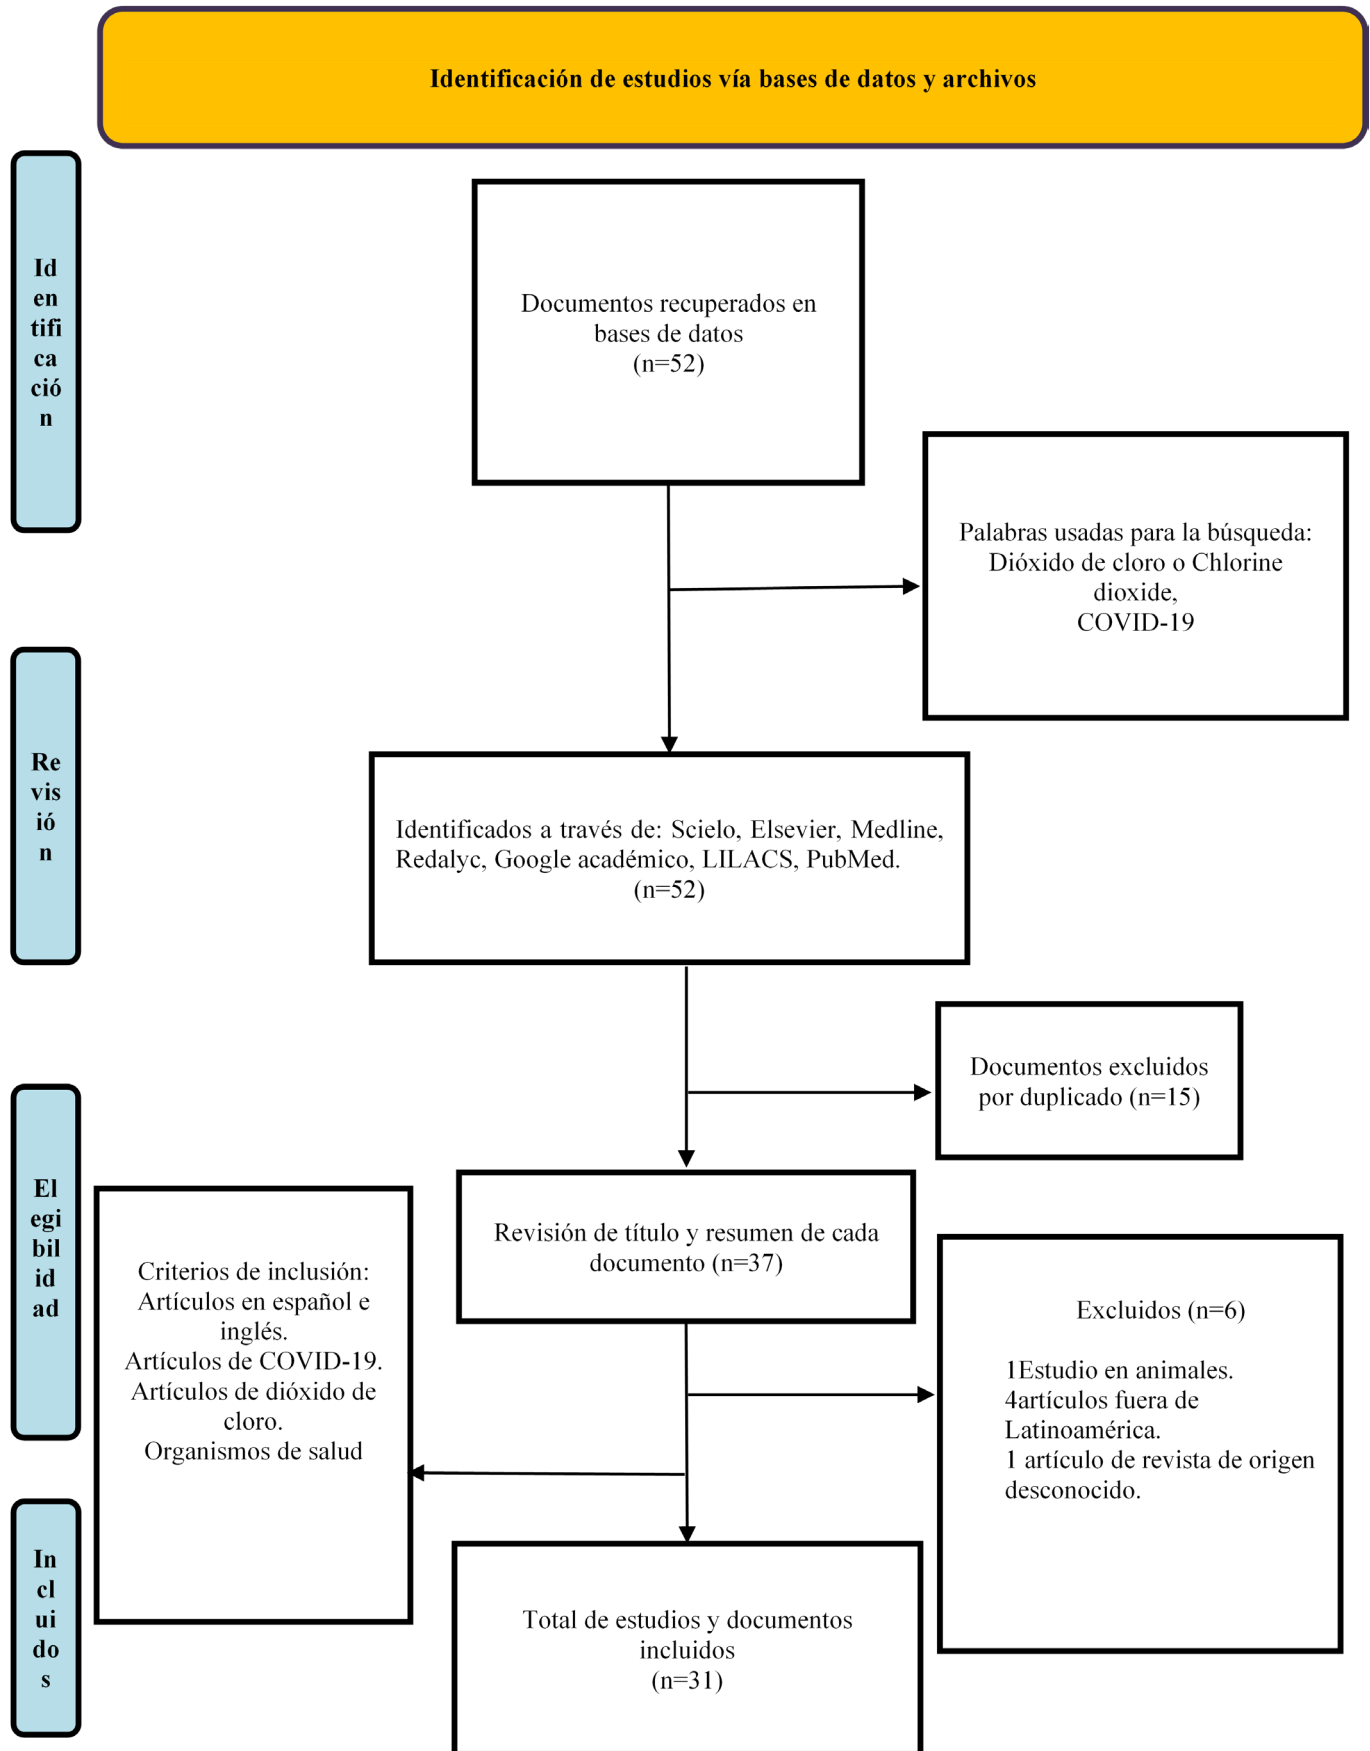 Identificación de estudios vía bases de datos y archivos
Id
en
tifi
ca
ció
n
Documentos recuperados en
bases de datos
(n=52)
Palabras usadas para la búsqueda:
Dióxido de cloro o Chlorine
dioxide,
COVID-19
Re
vis
ió
n
Identificados a través de: Scielo, Elsevier, Medline,
Redalyc, Google académico, LILACS, PubMed.
(n=52)
Documentos excluidos
por duplicado (n=15)
El
egi
bil
id
ad
Revisión de título y resumen de cada
documento (n=37)
Criterios de inclusión:
Artículos en español e
inglés.
Artículos de COVID-19.
Artículos de dióxido de
cloro.
Organismos de salud
Excluidos (n=6)
1Estudio en animales.
4artículos fuera de
Latinoamérica.
1 artículo de revista de origen
desconocido.
In
cl
ui
do
s
Total de estudios y documentos
incluidos
(n=31)